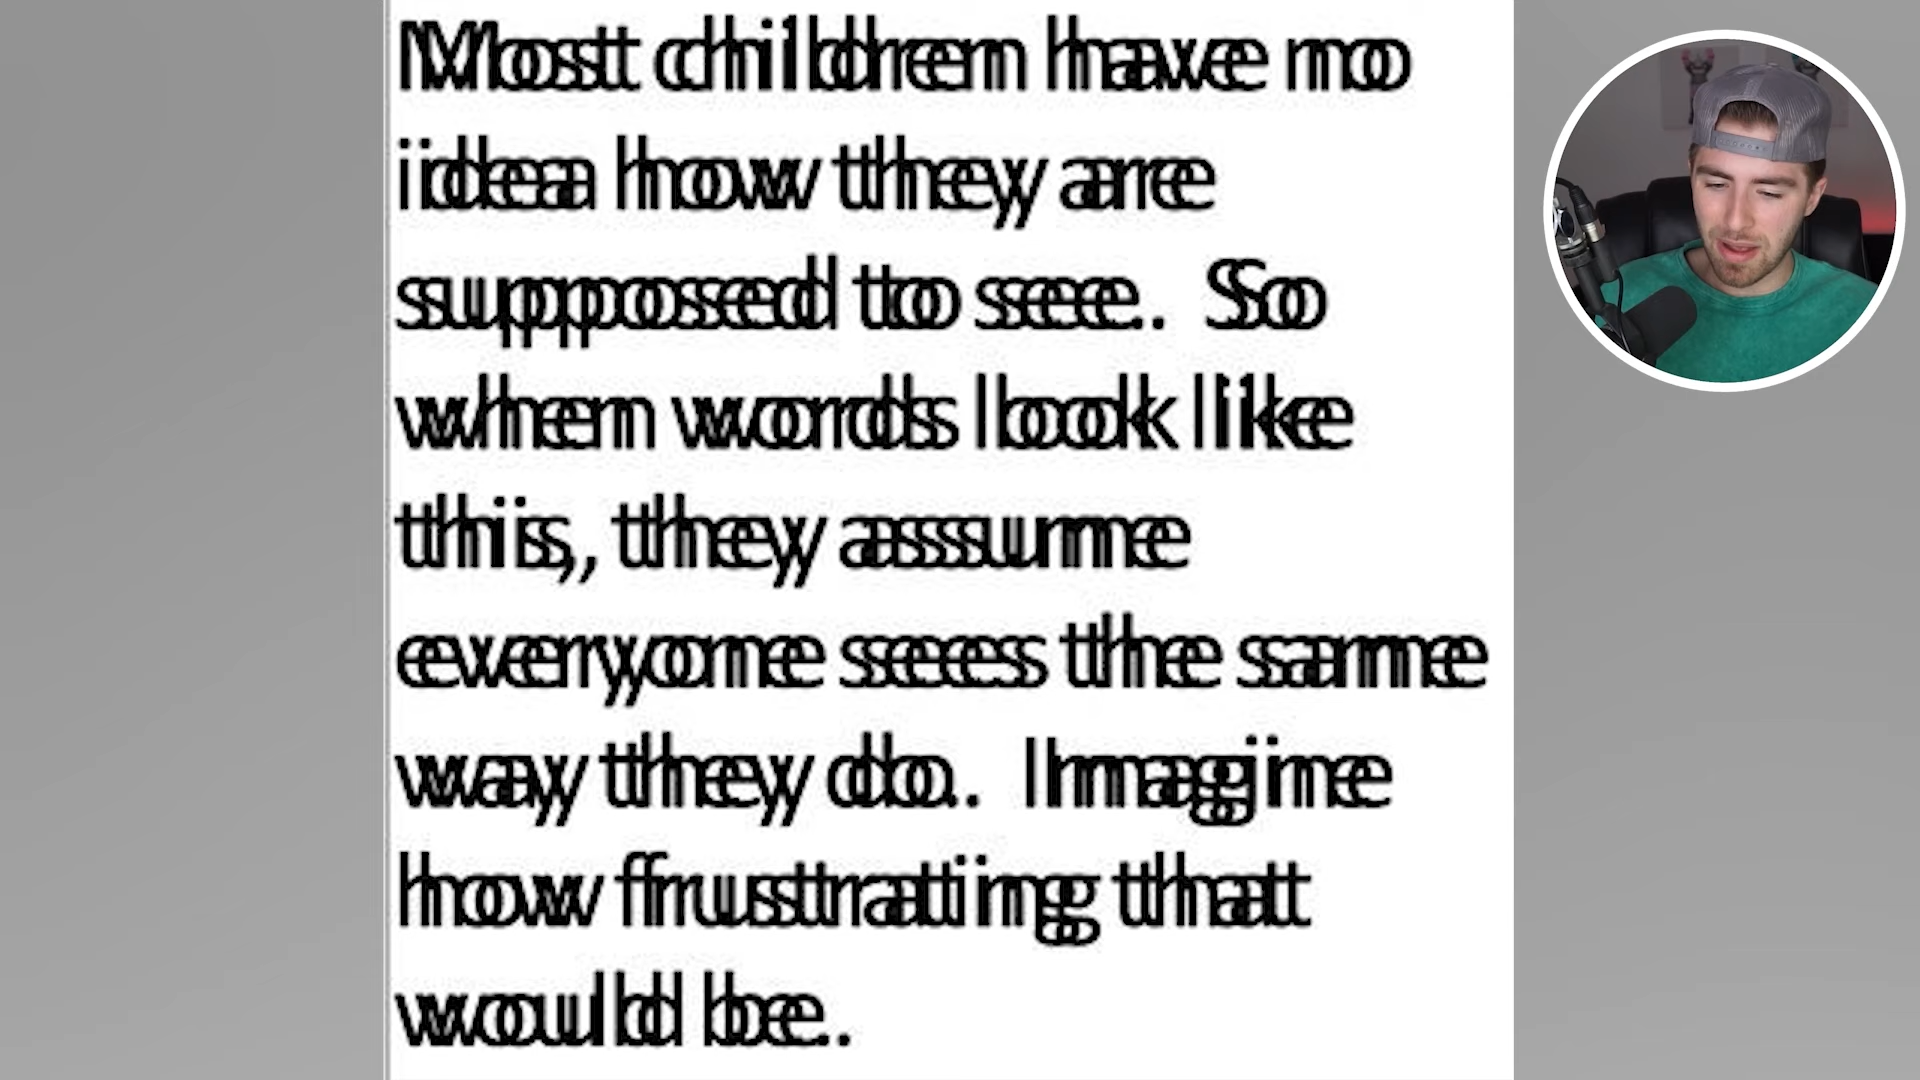 Most children have no
idea how they are
supposed to see. So
when words look like
this, they assume
everyone sees the same
way they do. Imagine
how frustrating that
would be.